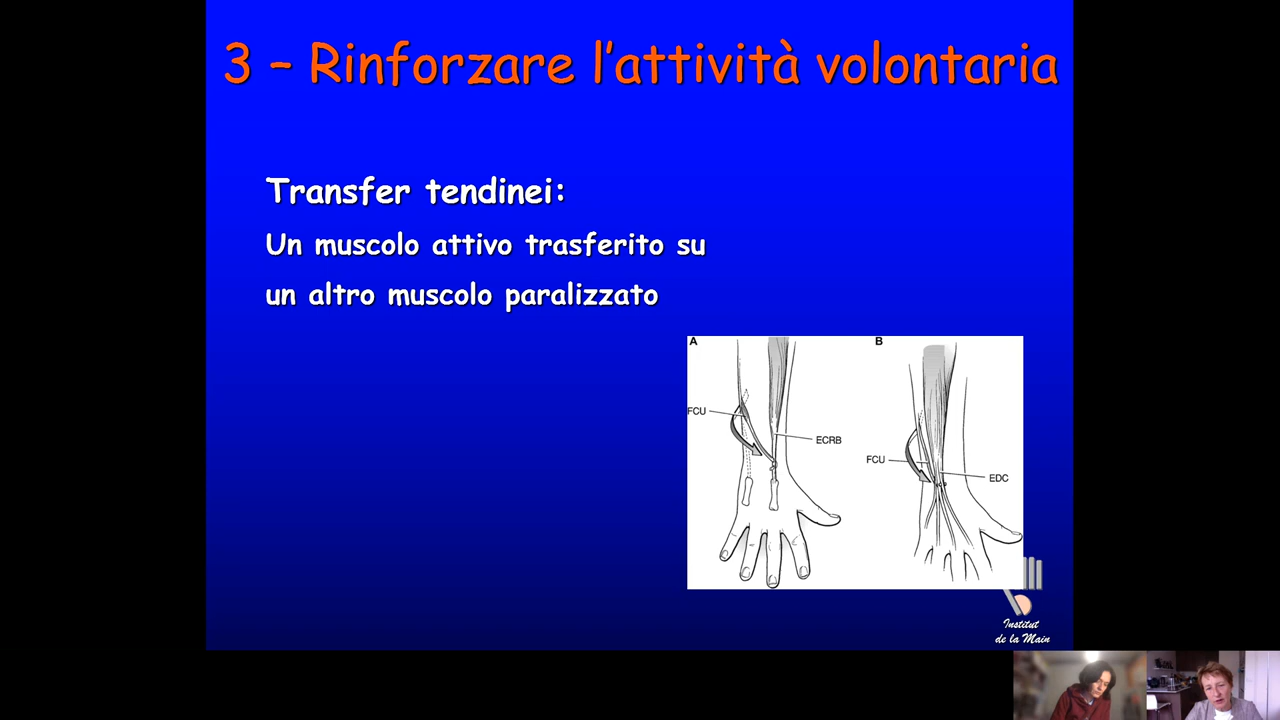 3 – Rinforzare l'attività volontaria
Transfer tendinei:
Un muscolo attivo trasferito su
un altro muscolo paralizzato
A
B
FCU
ECRB
FCU
EDC
Institut
de la Main